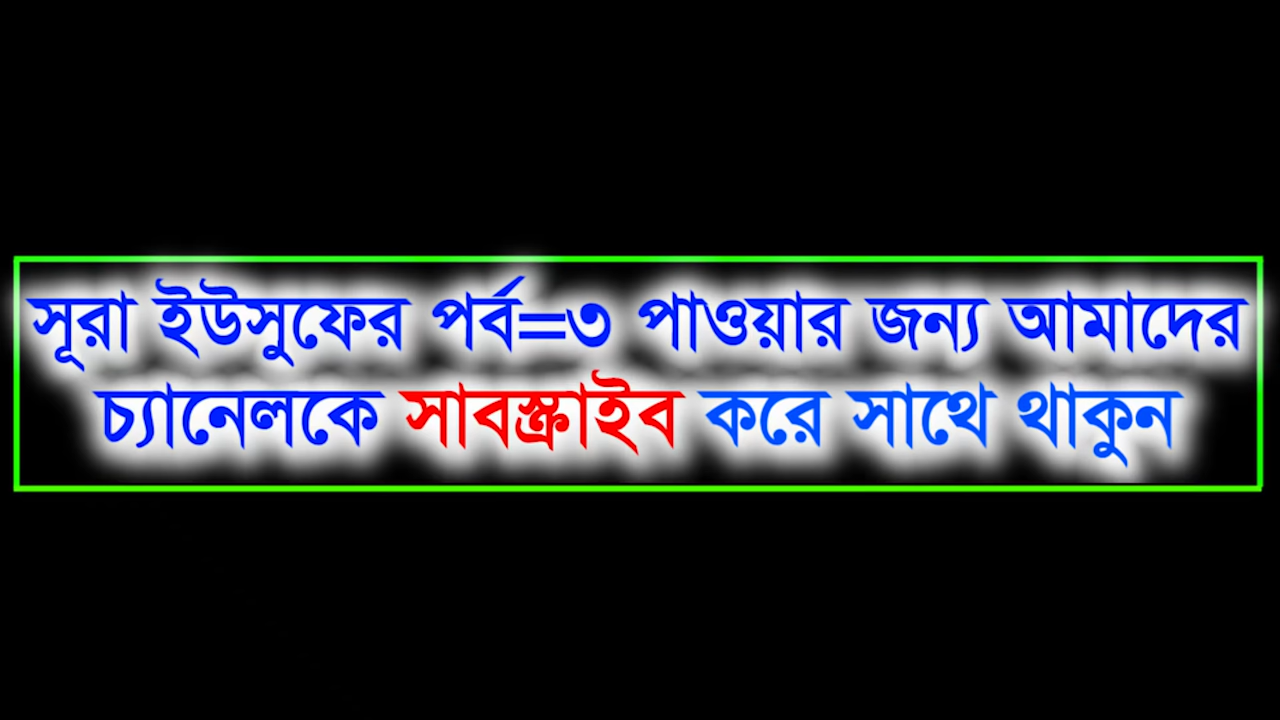 সূরা ইউসুফের পর্ব=৩ পাওয়ার জন্য আমাদের
চ্যানেলকে সাবস্ক্রাইব করে সাথে থাকুন